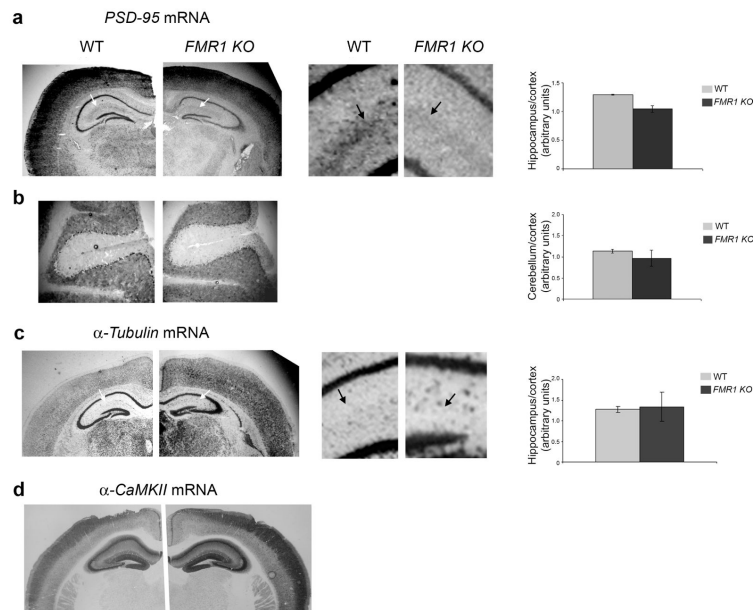 a
PSD-95 mRNA
WT
FMR1 KO
WT
FMR1 KO
Hippocampus/cortex
(arbitrary units)
1.5
1.0
0.5
0
WT
FMR1 KO
b
Cerebellum/cortex
(arbitrary units)
2.0
1.5
1.0
0.5
0
WT
FMR1 KO
c
α-Tubulin mRNA
Hippocampus/cortex
(arbitrary units)
2.0
1.5
1.0
0.5
0
WT
FMR1 KO
d
α-CaMKII mRNA